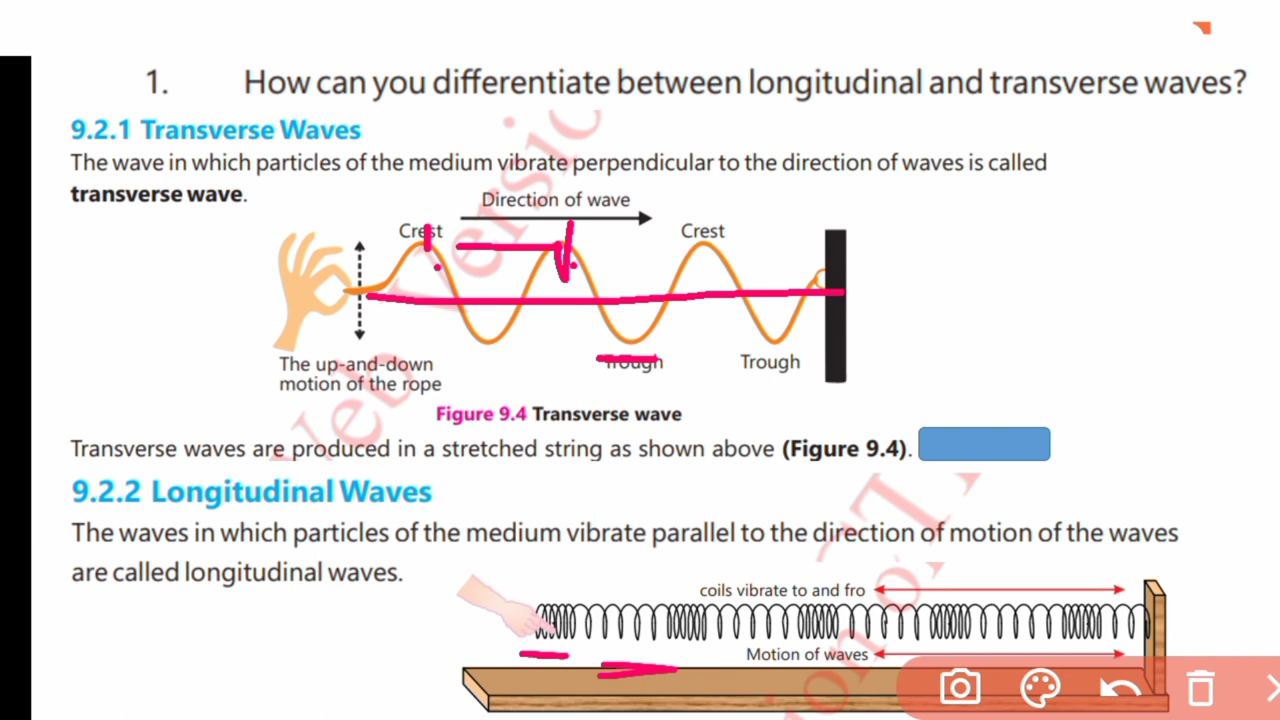 1. How can you differentiate between longitudinal and transverse waves?
9.2.1 Transverse Waves
The wave in which particles of the medium vibrate perpendicular to the direction of waves is called
transverse wave.
Direction of wave
Crest
Crest
The up-and-down
motion of the rope
Trough
Trough
Figure 9.4 Transverse wave
Transverse waves are produced in a stretched string as shown above (Figure 9.4).
9.2.2 Longitudinal Waves
The waves in which particles of the medium vibrate parallel to the direction of motion of the waves
are called longitudinal waves.
coils vibrate to and fro
Motion of waves
Web Version